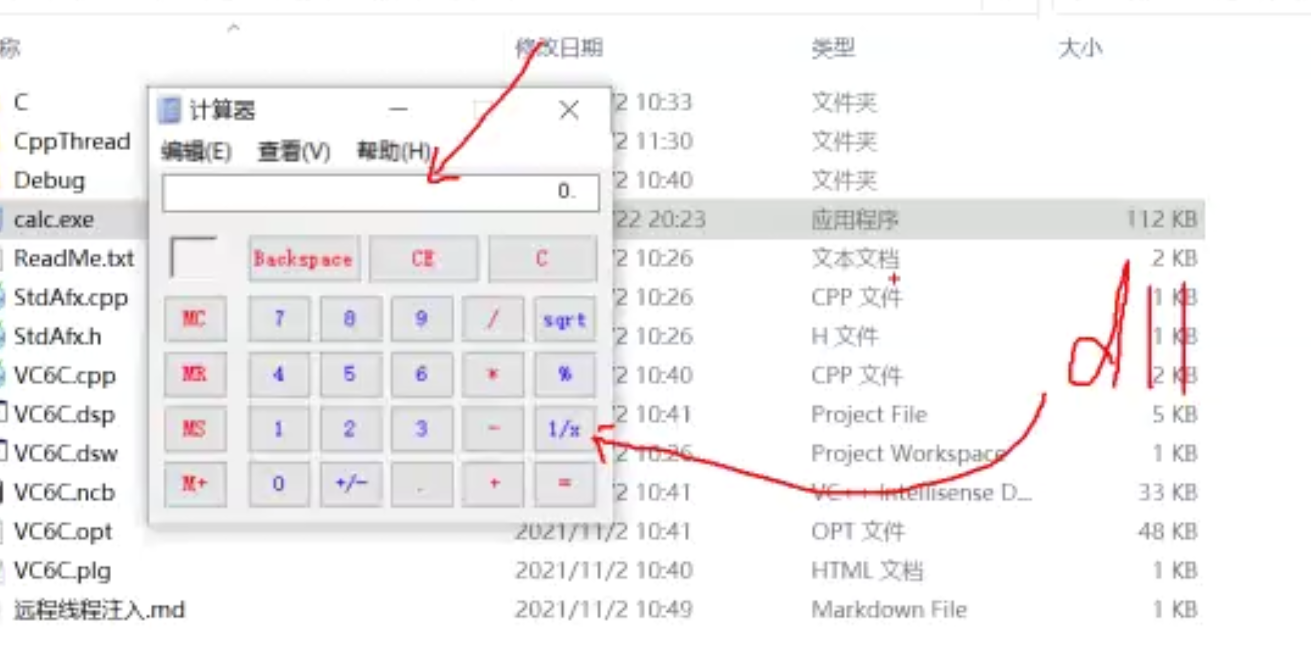 称 修改日期 类型 大小
C 2 10:33 文件夹
CppThread 2 11:30 文件夹
Debug 2 10:40 文件夹
calc.exe 22 20:23 应用程序 112 KB
ReadMe.txt 2 10:26 文本文档 2 KB
StdAfx.cpp 2 10:26 CPP 文件 1 KB
StdAfx.h 2 10:26 H 文件 1 KB
VC6C.cpp 2 10:40 CPP 文件 2 KB
VC6C.dsp 2 10:41 Project File 5 KB
VC6C.dsw 2 10:26 Project Workspace 1 KB
VC6C.ncb 2 10:41 VC++ Intellisense D... 33 KB
VC6C.opt 2021/11/2 10:41 OPT 文件 48 KB
VC6C.plg 2021/11/2 10:40 HTML 文档 1 KB
远程线程注入.md 2021/11/2 10:49 Markdown File 1 KB
计算器
编辑(E) 查看(V) 帮助(H)
0.
Backspace CE C
MC 7 8 9 / sqrt
MR 4 5 6 * %
MS 1 2 3 - 1/x
M+ 0 +/- . + =
dll